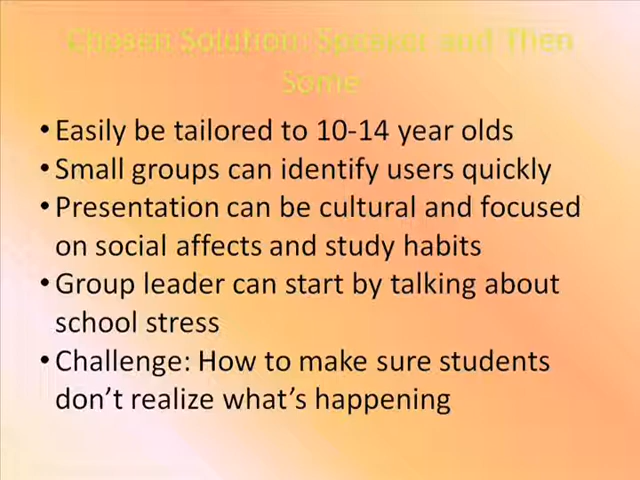 Chosen Solution: Speaker and Then
Some
• Easily be tailored to 10-14 year olds
• Small groups can identify users quickly
• Presentation can be cultural and focused
on social affects and study habits
• Group leader can start by talking about
school stress
• Challenge: How to make sure students
don’t realize what’s happening